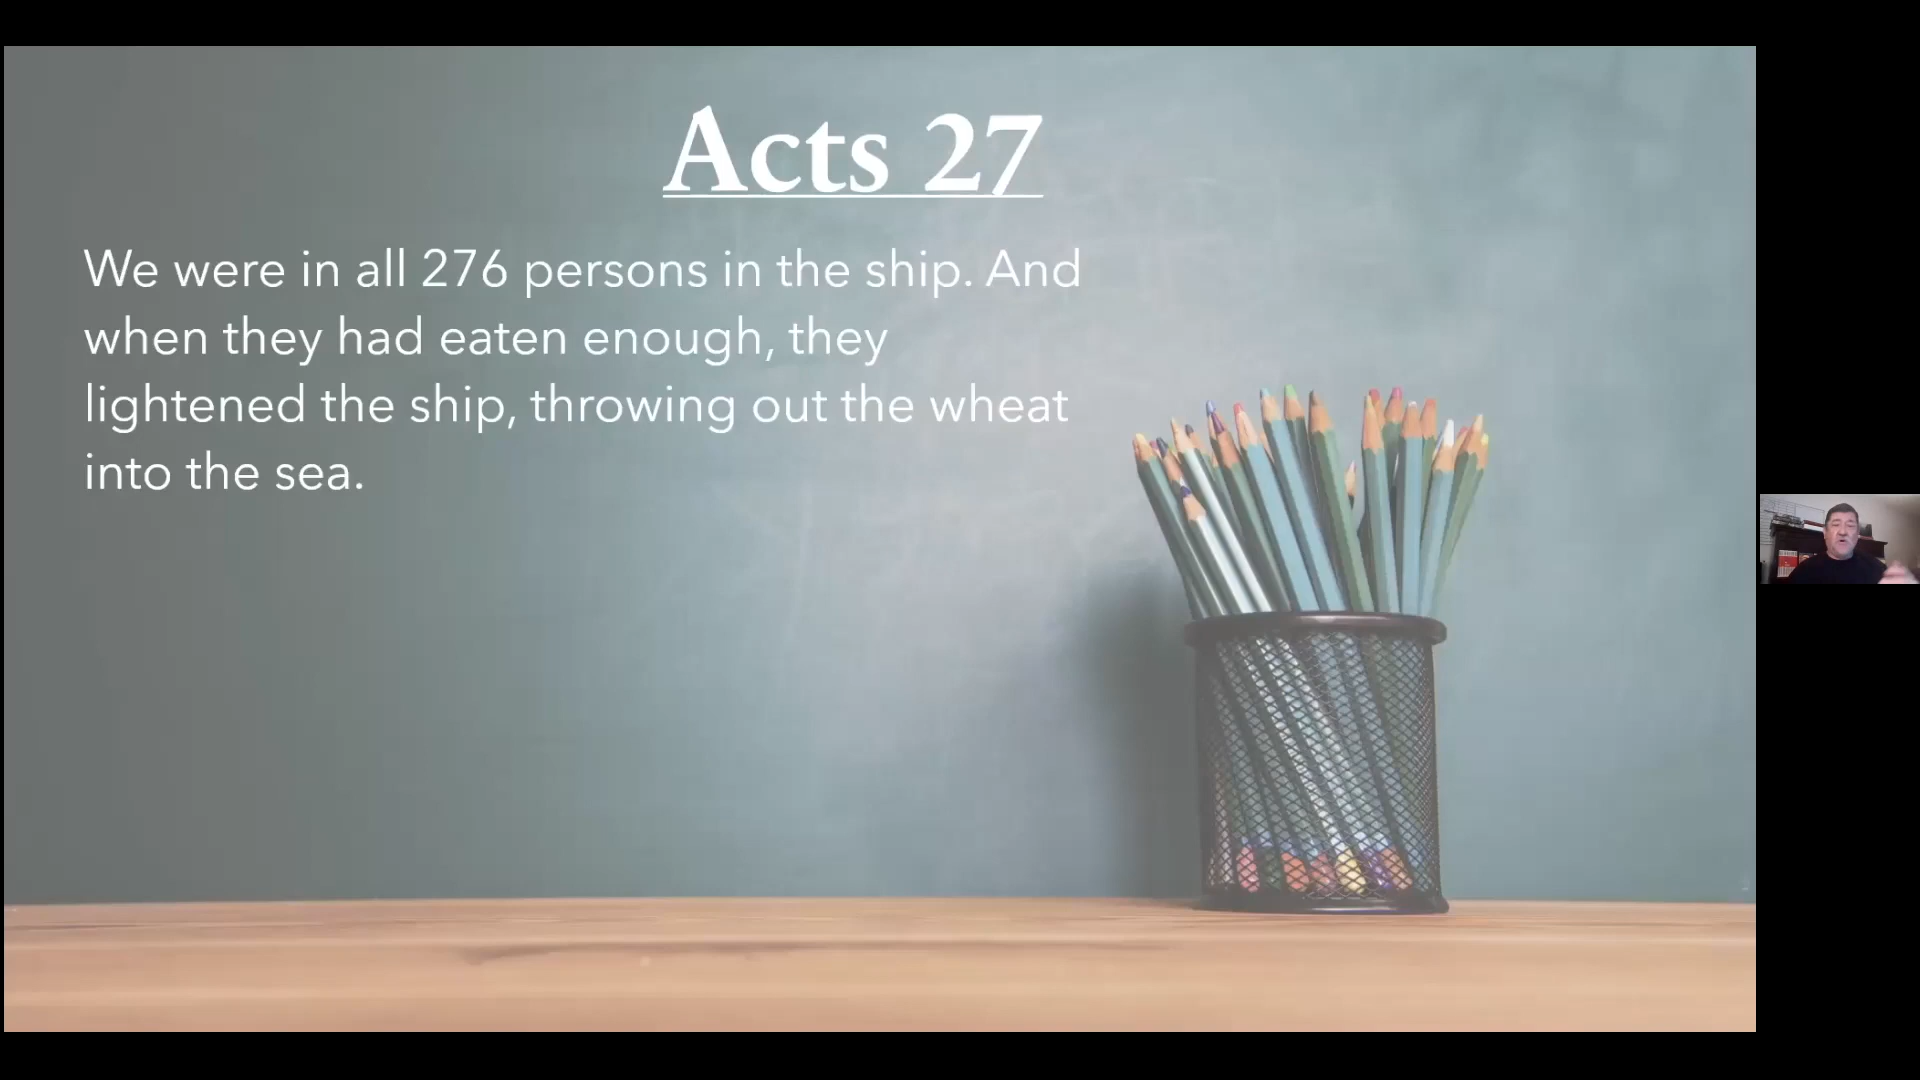 Acts 27
We were in all 276 persons in the ship. And
when they had eaten enough, they
lightened the ship, throwing out the wheat
into the sea.